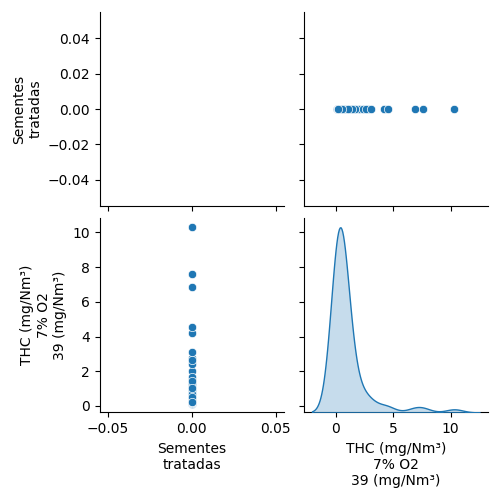 0.04
0.02
0.00
−0.02
−0.04
Sementes
tratadas
10
8
6
4
2
0
THC (mg/Nm³)
7% O2
39 (mg/Nm³)
−0.05
0.00
0.05
Sementes
tratadas
0
5
10
THC (mg/Nm³)
7% O2
39 (mg/Nm³)